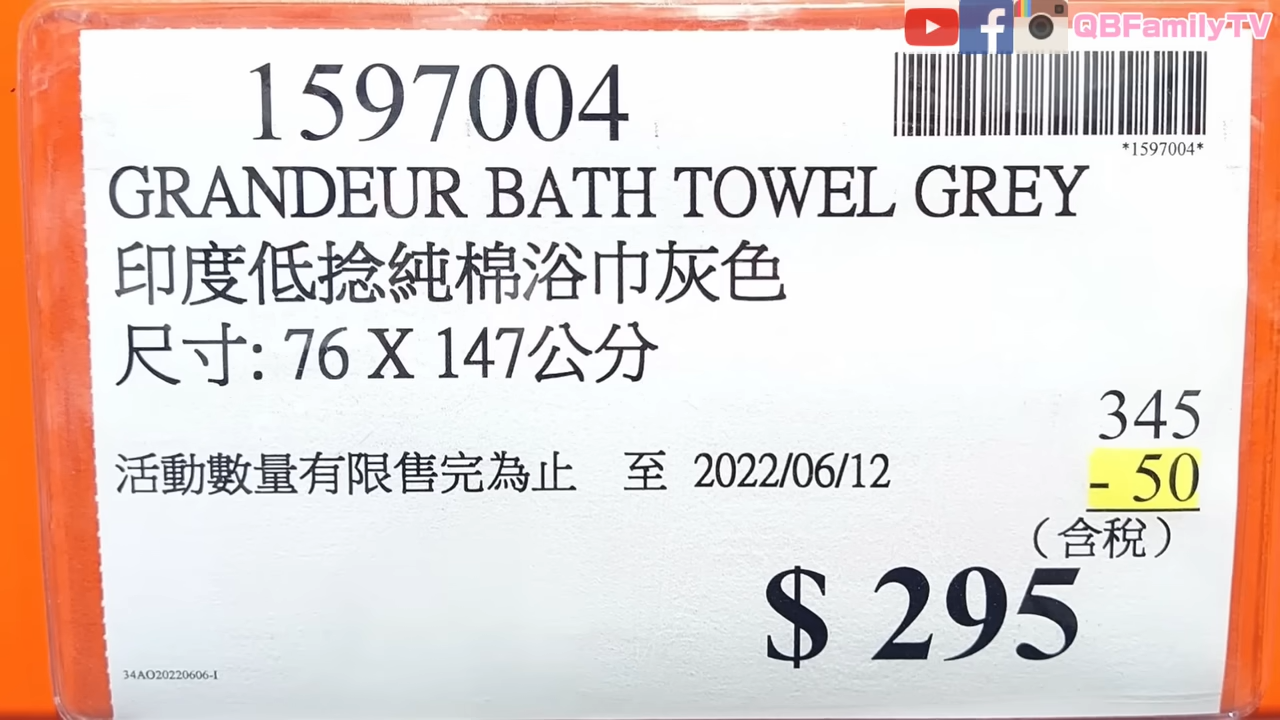 QBFamilyTV
1597004
*1597004*
GRANDEUR BATH TOWEL GREY
印度低捻純棉浴巾灰色
尺寸: 76 X 147公分
345
活動數量有限售完為止 至 2022/06/12
- 50
(含稅)
$ 295
34AO20220606-I